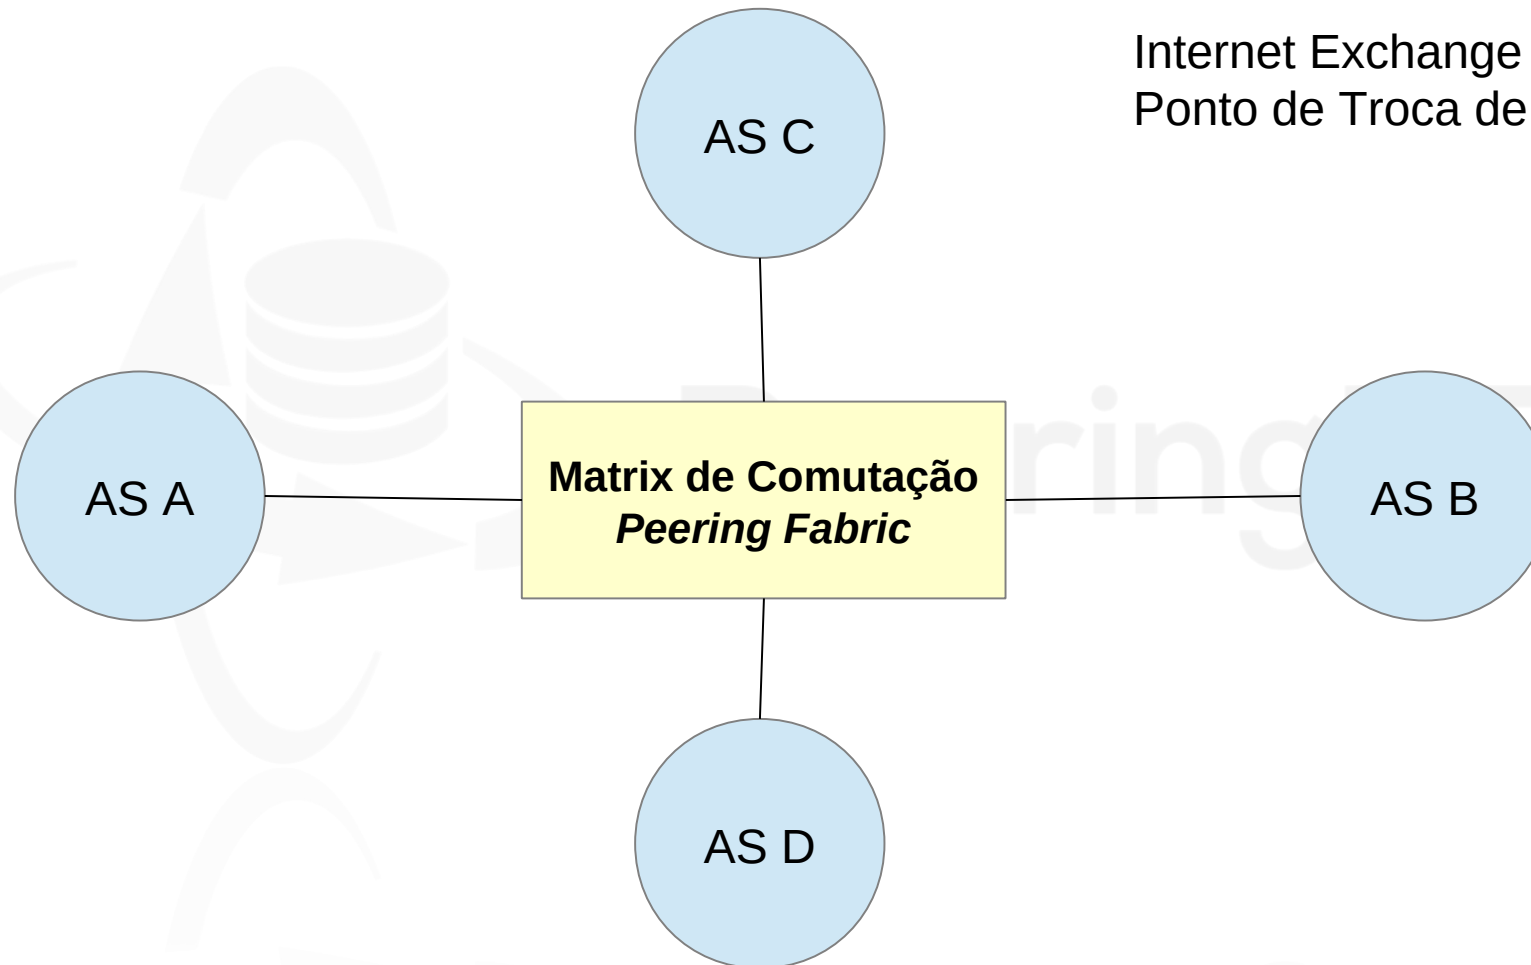 Internet Exchange
Ponto de Troca de
AS C
AS A
Matrix de Comutação
Peering Fabric
AS B
AS D